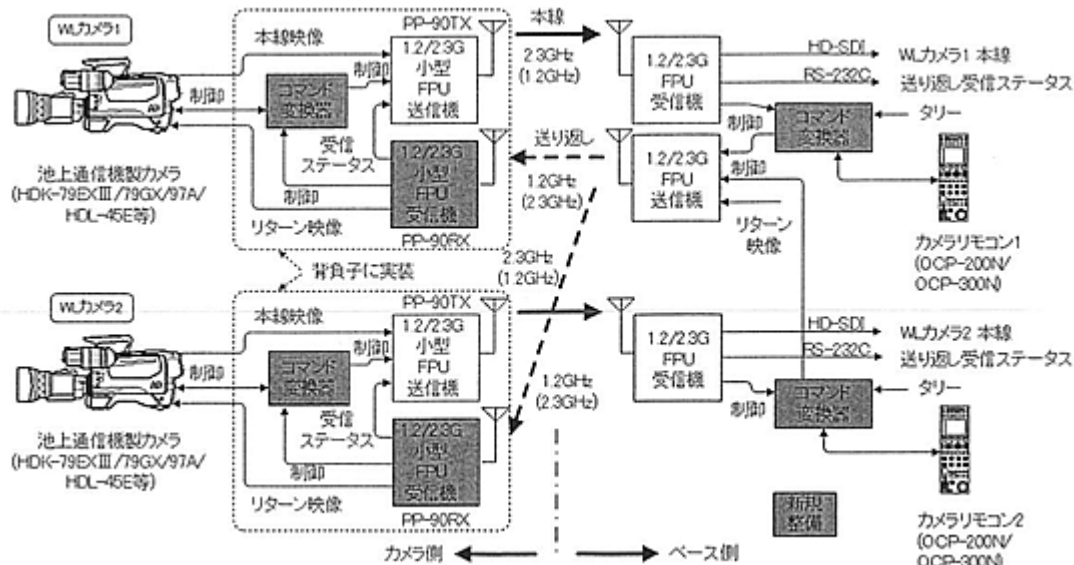 WLカメラ1
PP-90TX
本線映像
制御
コマンド
変換器
制御
1.2/2.3G
小型
FPU
送信機
受信
ステータス
制御
リターン映像
1.2/2.3G
小型
FPU
受信機
PP-90RX
池上通信機製カメラ
(HDK-79EXⅢ/79GX/97A/
HDL-45E等)
本線
2.3GHz
(1.2GHz)
送り返し
1.2GHz
(2.3GHz)
1.2/2.3G
FPU
受信機
HD-SDI
WLカメラ1 本線
RS-232C
送り返し受信ステータス
制御
コマンド
変換器
タリー
制御
1.2/2.3G
FPU
送信機
リターン
映像
カメラリモコン1
(OCP-200N/
OCP-300N)
背負子に実装
2.3GHz
(1.2GHz)
WLカメラ2
PP-90TX
本線映像
制御
コマンド
変換器
制御
1.2/2.3G
小型
FPU
送信機
受信
ステータス
制御
リターン映像
1.2/2.3G
小型
FPU
受信機
PP-90RX
池上通信機製カメラ
(HDK-79EXⅢ/79GX/97A/
HDL-45E等)
1.2GHz
(2.3GHz)
1.2/2.3G
FPU
受信機
HD-SDI
WLカメラ2 本線
RS-232C
送り返し受信ステータス
制御
コマンド
変換器
タリー
新規
整備
カメラリモコン2
(OCP-200N/
OCP-300N)
カメラ側
ベース側